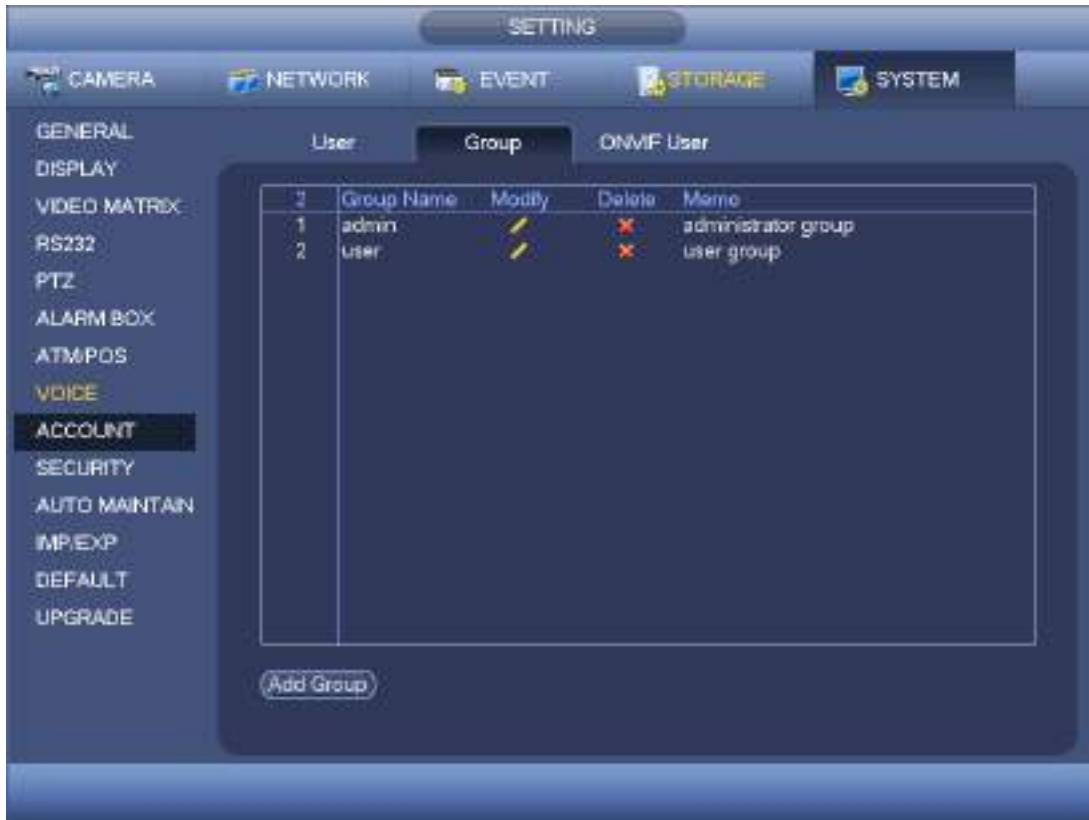 SETTING
CAMERA NETWORK EVENT STORAGE SYSTEM
GENERAL
DISPLAY
VIDEO MATRIX
RS232
PTZ
ALARM BOX
ATM/POS
VOICE
ACCOUNT
SECURITY
AUTO MAINTAIN
IMP/EXP
DEFAULT
UPGRADE
User Group ONVIF User
2 Group Name Modify Delete Memo
1 admin administrator group
2 user user group
Add Group